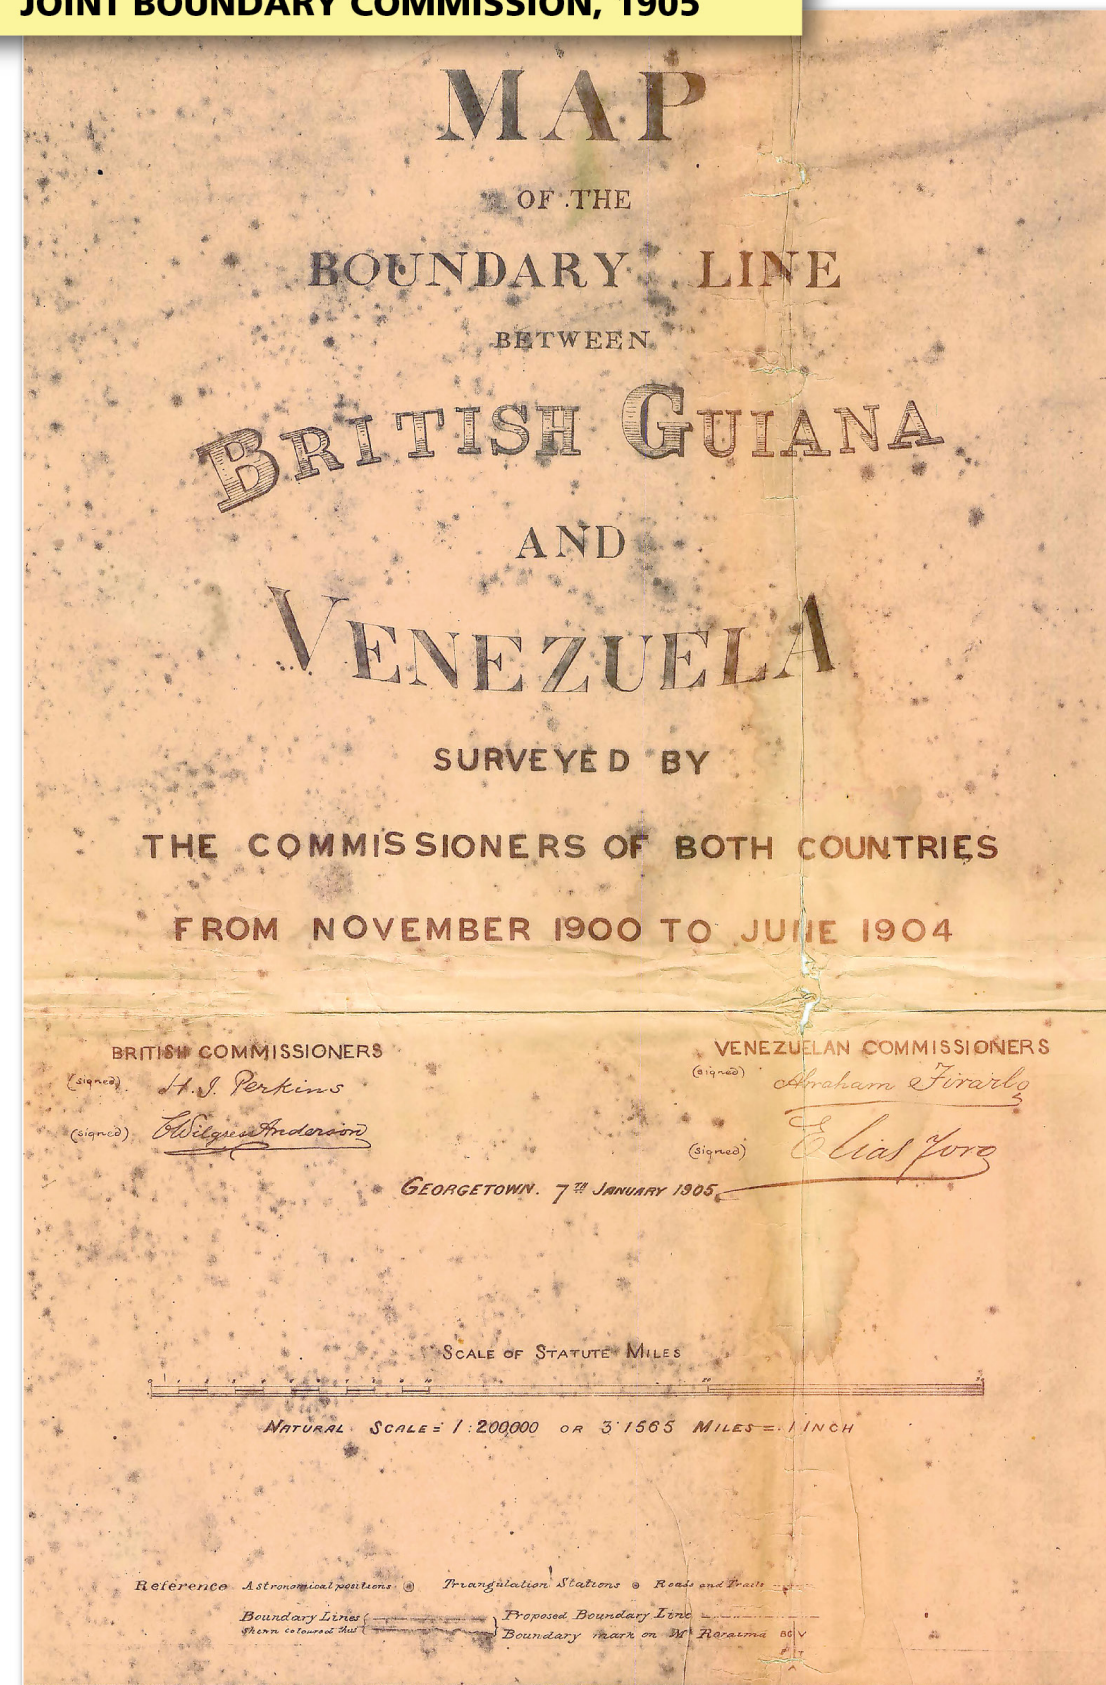 JOINT BOUNDARY COMMISSION, 1905
MAP
OF THE
BOUNDARY LINE
BETWEEN
BRITISH GUIANA
AND
VENEZUELA
SURVEYED BY
THE COMMISSIONERS OF BOTH COUNTRIES
FROM NOVEMBER 1900 TO JUNE 1904
BRITISH COMMISSIONERS
(signed) H. I. Perkins
(signed) C Wilgress Anderson
VENEZUELAN COMMISSIONERS
(signed) Abraham Tirado
(signed) Elias Toro
GEORGETOWN. 7TH JANUARY 1905
SCALE OF STATUTE MILES
NATURAL SCALE = 1:200,000 OR 3.1565 MILES = 1 INCH
Reference Astronomical positions Triangulation Stations Roads and Trails
Boundary Lines Proposed Boundary Line
Shewn coloured thus Boundary mark on Mt Roraima BG V